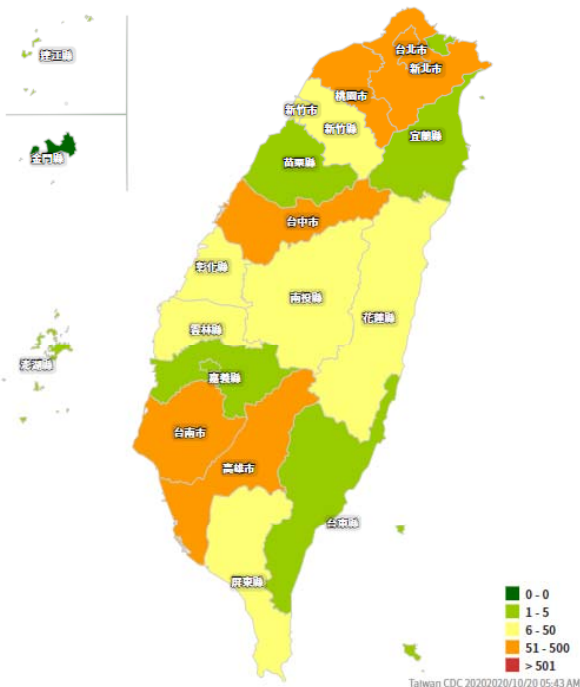 連江縣
台北市
新北市
桃園市
新竹市
新竹縣
宜蘭縣
金門縣
苗栗縣
台中市
彰化縣
南投縣
花蓮縣
雲林縣
澎湖縣
嘉義縣
台南市
高雄市
台東縣
屏東縣
0 - 0
1 - 5
6 - 50
51 - 500
> 501
Taiwan CDC 20202020/10/20 05:43 AM